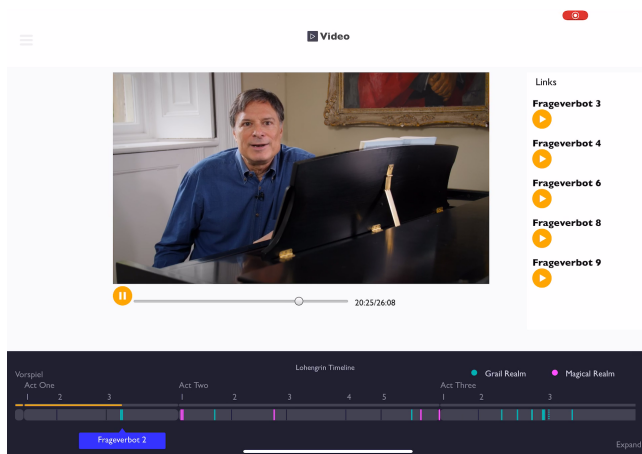 Video
Links
Frageverbot 3
Frageverbot 4
Frageverbot 6
Frageverbot 8
Frageverbot 9
20:25/26:08
Lohengrin Timeline
Grail Realm
Magical Realm
Vorspiel
Act One
Act Two
Act Three
1 2 3 1 2 3 4 5 1 2 3
Frageverbot 2
Expand